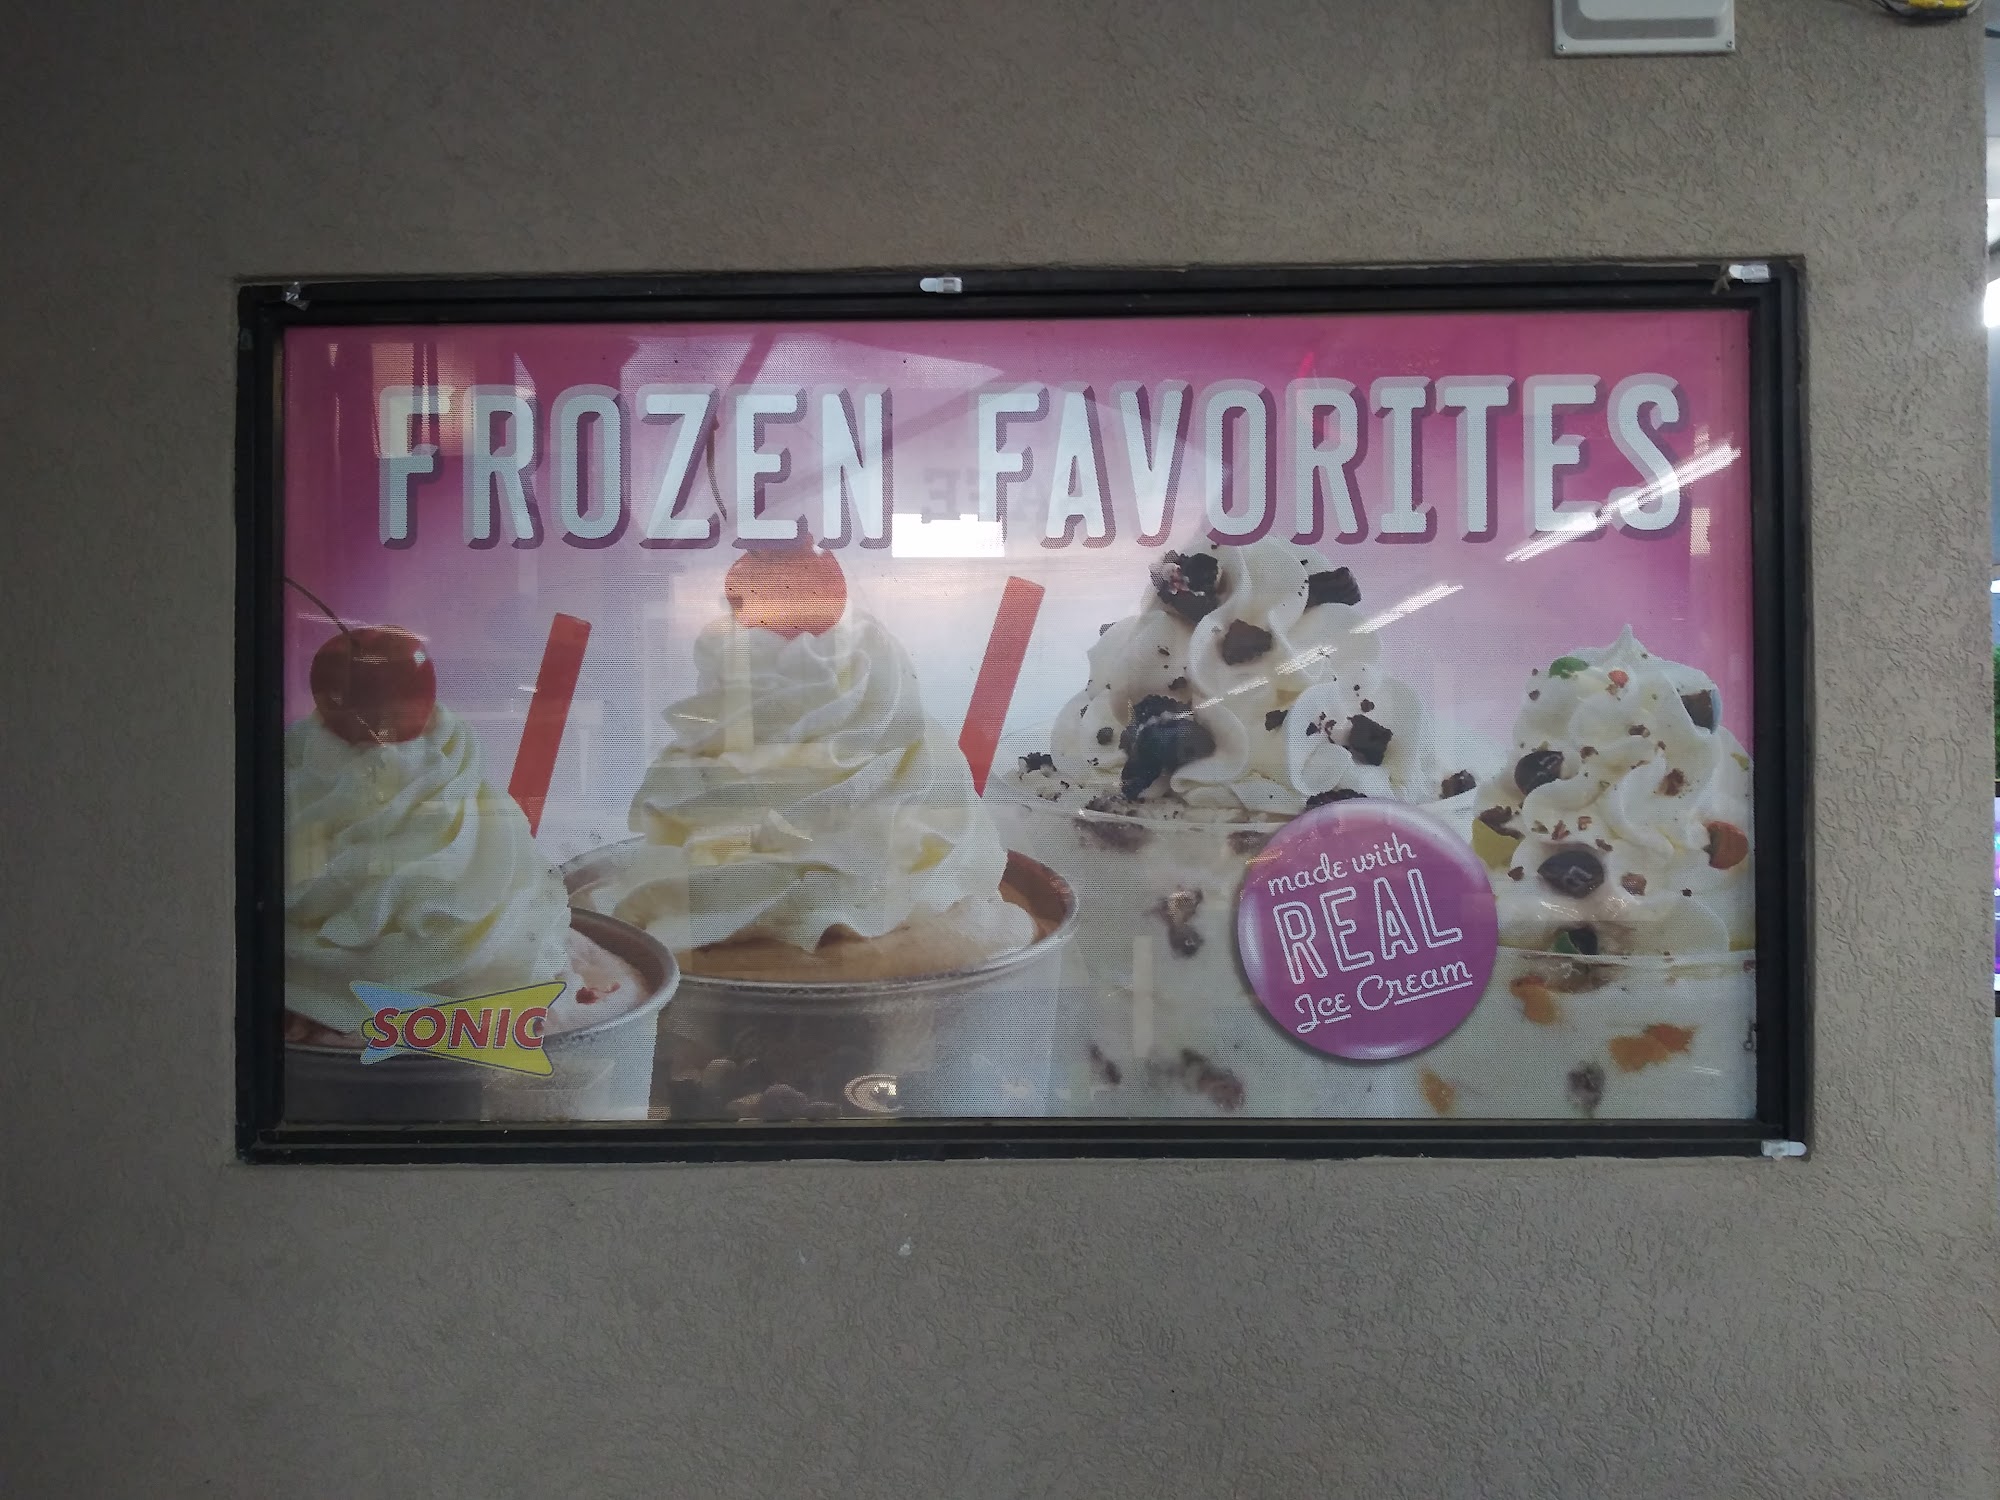 FROZEN FAVORITES
made with
REAL
Ice Cream
SONIC